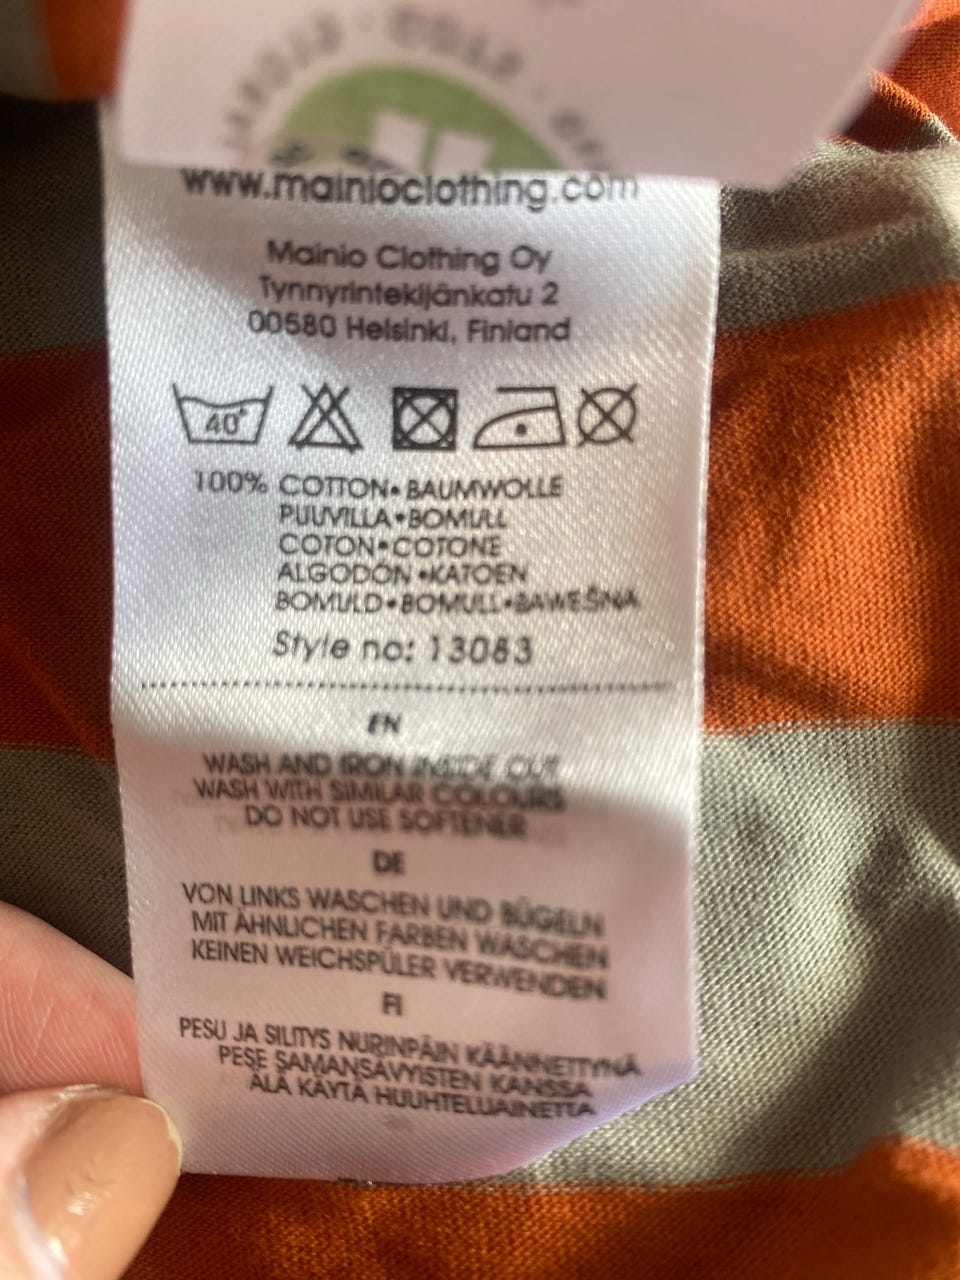 www.mainioclothing.com
Mainio Clothing Oy
Tynnyrintekijänkatu 2
00580 Helsinki, Finland
40°
100% COTTON•BAUMWOLLE
PUUVILLA•BOMULL
COTON•COTONE
ALGODÓN •KATOEN
BOMULD•BOMULL•BAWEŠNA
Style no: 13083
EN
WASH AND IRON INSIDE OUT
WASH WITH SIMILAR COLOURS
DO NOT USE SOFTENER
DE
VON LINKS WASCHEN UND BÜGELN
MIT ÄHNLICHEN FARBEN WASCHEN
KEINEN WEICHSPÜLER VERWENDEN
FI
PESU JA SILITYS NURINPÄIN KÄÄNNETTYNÄ
PESE SAMANSÄVYISTEN KANSSA
ÄLÄ KÄYTÄ HUUHTELUAINETTA